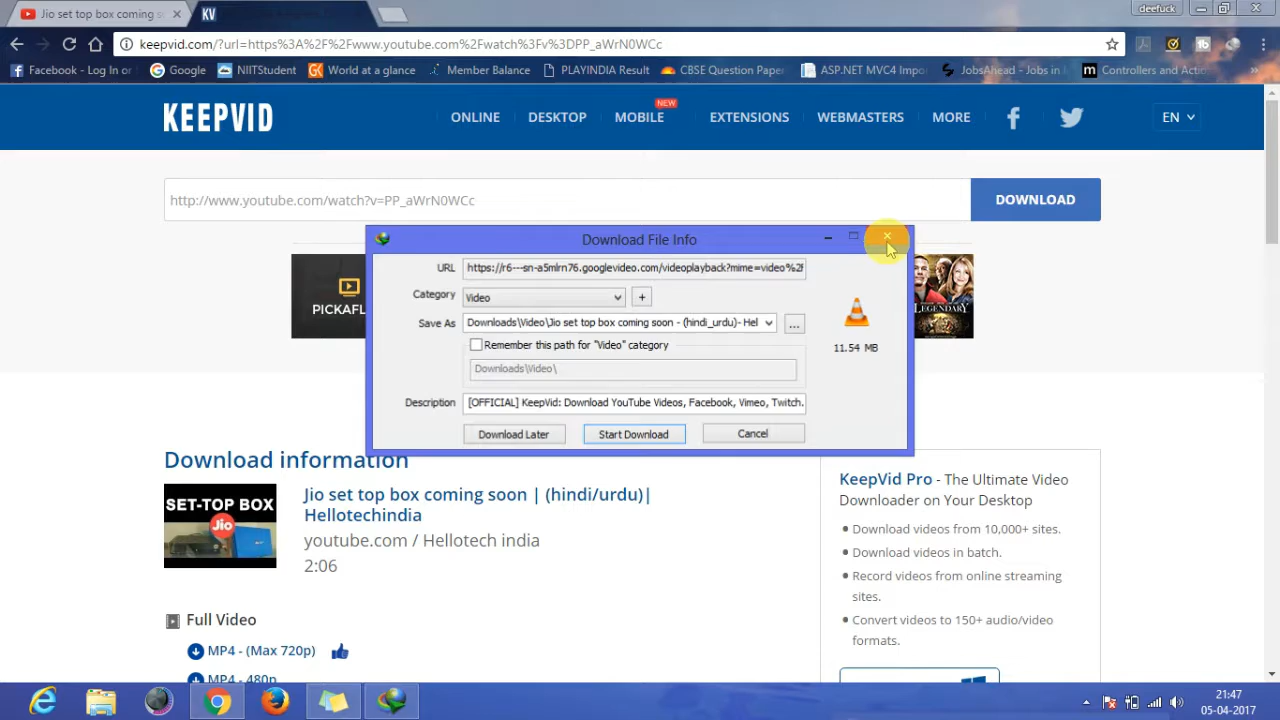 Jio set top box coming s
KV
deefuck
keepvid.com/?url=https%3A%2F%2Fwww.youtube.com%2Fwatch%3Fv%3DPP_aWrN0WCc
Facebook - Log In or
Google
NIITStudent
World at a glance
Member Balance
PLAYINDIA Result
CBSE Question Pape
ASP.NET MVC4 Impo
JobsAhead - Jobs in
Controllers and Actio
KEEPVID
ONLINE
DESKTOP
MOBILE
NEW
EXTENSIONS
WEBMASTERS
MORE
EN
http://www.youtube.com/watch?v=PP_aWrN0WCc
DOWNLOAD
PICKAFL
LEGENDARY
Download File Info
URL
https://r6---sn-a5mlrn76.googlevideo.com/videoplayback?mime=video%2F
Category
Video
+
Save As
Downloads\Video\Jio set top box coming soon - (hindi_urdu)- Hel
...
Remember this path for "Video" category
Downloads\Video\
11.54 MB
Description
[OFFICIAL] KeepVid: Download YouTube Videos, Facebook, Vimeo, Twitch.
Download Later
Start Download
Cancel
Download information
SET-TOP BOX
Jio
Jio set top box coming soon | (hindi/urdu)|
Hellotechindia
youtube.com / Hellotech india
2:06
Full Video
MP4 - (Max 720p)
MP4 - 480p
KeepVid Pro - The Ultimate Video
Downloader on Your Desktop
Download videos from 10,000+ sites.
Download videos in batch.
Record videos from online streaming
sites.
Convert videos to 150+ audio/video
formats.
21:47
05-04-2017